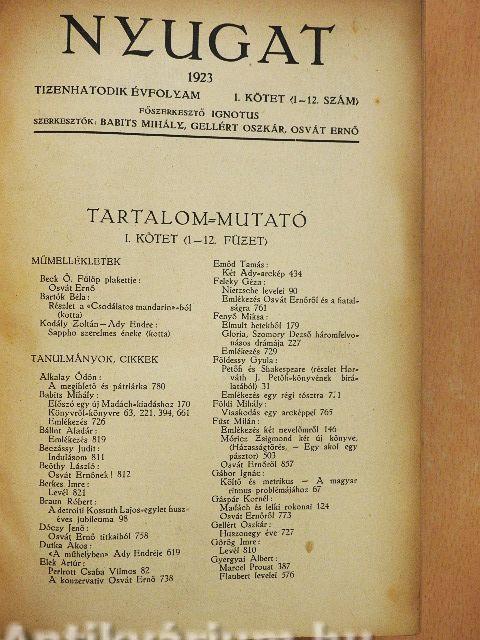 NYUGAT
1923
TIZENHATODIK ÉVFOLYAM I. KÖTET (1—12. SZÁM)
FŐSZERKESZTŐ IGNOTUS
SZERKESZTŐK: BABITS MIHÁLY, GELLÉRT OSZKÁR, OSVÁT ERNŐ
TARTALOM=MUTATÓ
I. KÖTET (1—12. FÜZET)
MŰMELLÉKLETEK
Beck Ö. Fülöp plakettje:
Osvát Ernő
Bartók Béla:
Részlet a «Csodálatos mandarin»-ból
(kotta)
Kodály Zoltán—Ady Endre:
Sappho szerelmes éneke (kotta)
TANULMÁNYOK, CIKKEK
Alkalay Ödön:
A megfihető és pátriárka 780
Babits Mihály:
Előszó egy új Madách-kiadáshoz 170
Könyvről-könyvre 63, 221, 394, 661
Emlékezés 726
Bálint Aladár:
Emlékezés 819
Beczássy Judit:
Indulásom 811
Beöthy László:
Osvát Ernőnek! 812
Berkes Imre:
Levél 821
Braun Róbert:
A detroiti Kossuth Lajos-egylet husz-
éves jubileuma 98
Dóczy Jenő:
Osvát Ernő titkaiból 758
Dutka Ákos:
«A műhelyben» Ady Endréje 619
Elek Artúr:
Perlrott Csaba Vilmos 82
A konzervatív Osvát Ernő 738
Emőd Tamás:
Két Ady-arckép 434
Feleky Géza:
Nietzsche levelei 90
Emlékezés Osvát Ernőről és a fiatal-
ságra 761
Fenyő Miksa:
Elmult hetekből 179
Gloria, Szomory Dezső háromfelvo-
násos drámája 227
Emlékezés 729
Földessy Gyula:
Petőfi és Shakespeare (részlet Hor-
váth J. Petőfi-könyvének bírá-
latából) 31
Emlékezés egy régi tósztra 771
Földi Mihály:
Visaskodás egy arcképpel 765
Füst Milán:
Emlékezés két nevelőmről 146
Móricz Zsigmond két új könyve,
(Házasságtörés, — Egy akol egy
pásztor) 503
Osvát Ernőről 857
Gábor Ignác:
Költő és metrikus — A magyar
ritmus problémájához 67
Gáspár Kornél:
Madách és lelki rokonai 124
Osvát Ernőről 773
Gellért Oszkár:
Huszonegy éve 727
Görög Imre:
Levél 810
Gyergyai Albert:
Marcel Proust 387
Flaubert levelei 576
Antikvárium.hu